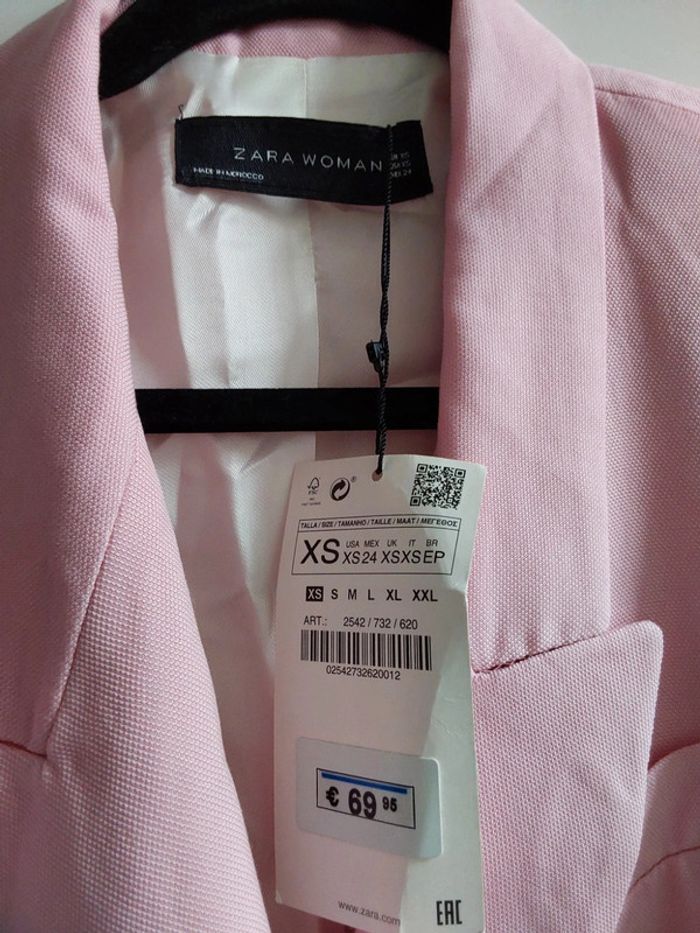 ZARA WOMAN
MADE IN MOROCCO
FSC
TALLA / SIZE / TAMANHO / TAILLE / MAAT / ΜΕΓΕΘΟΣ
XS
USA MEX UK IT BR
XS 24 XS XS EP
XS S M L XL XXL
ART.: 2542 / 732 / 620
02542732620012
€ 69 95
www.zara.com
EAC